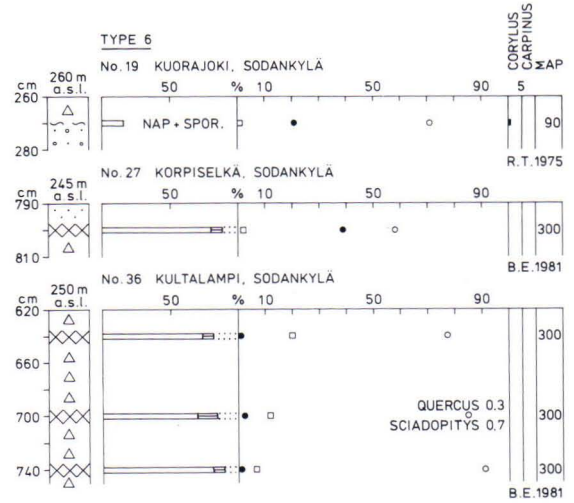 TYPE 6
CORYLUS
CARPINUS
ΣAP
No.19 KUORAJOKI, SODANKYLÄ
cm 260 m a.s.l. 50 % 10 50 90 5
260
NAP + SPOR. 90
280
R.T.1975
No.27 KORPISELKÄ, SODANKYLÄ
245 m a.s.l.
790
300
810
B.E.1981
No.36 KULTALAMPI, SODANKYLÄ
cm 250 m a.s.l. 50 % 10 50 90
620
300
660
QUERCUS 0.3
700 300
SCIADOPITYS 0.7
740 300
B.E.1981